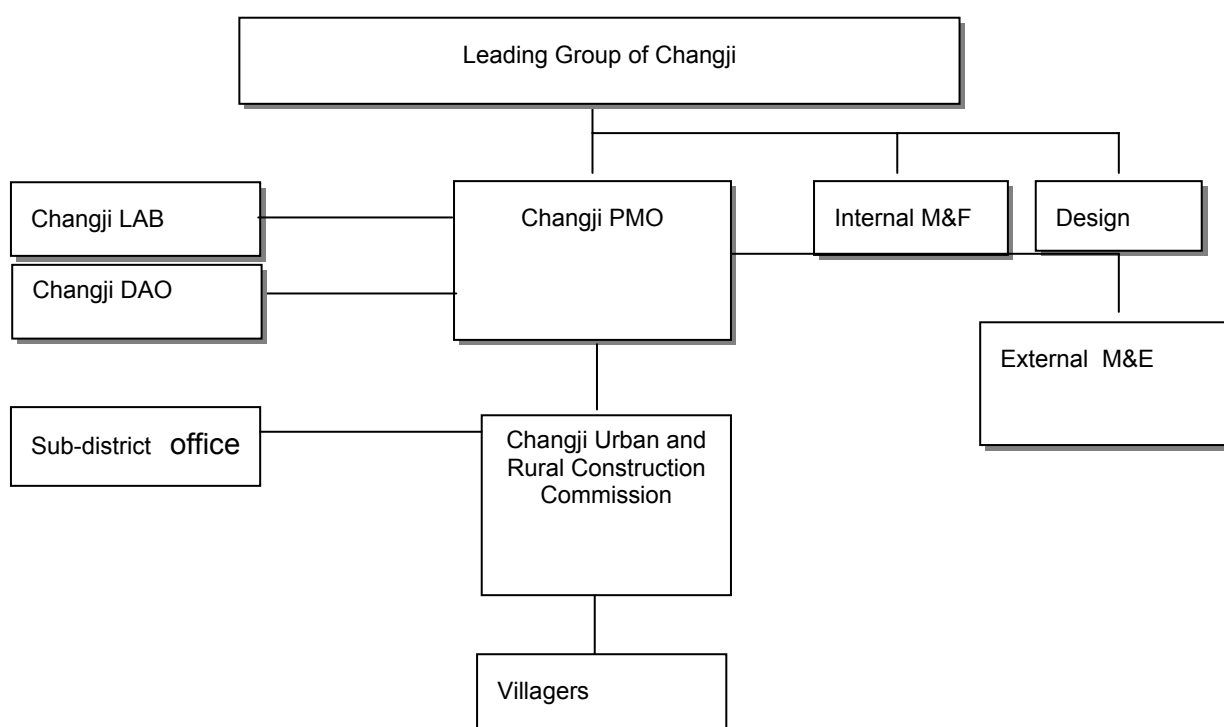 Leading Group of Changji
Changji LAB
Changji PMO
Internal M&F
Design
Changji DAO
External M&E
Sub-district office
Changji Urban and
Rural Construction
Commission
Villagers